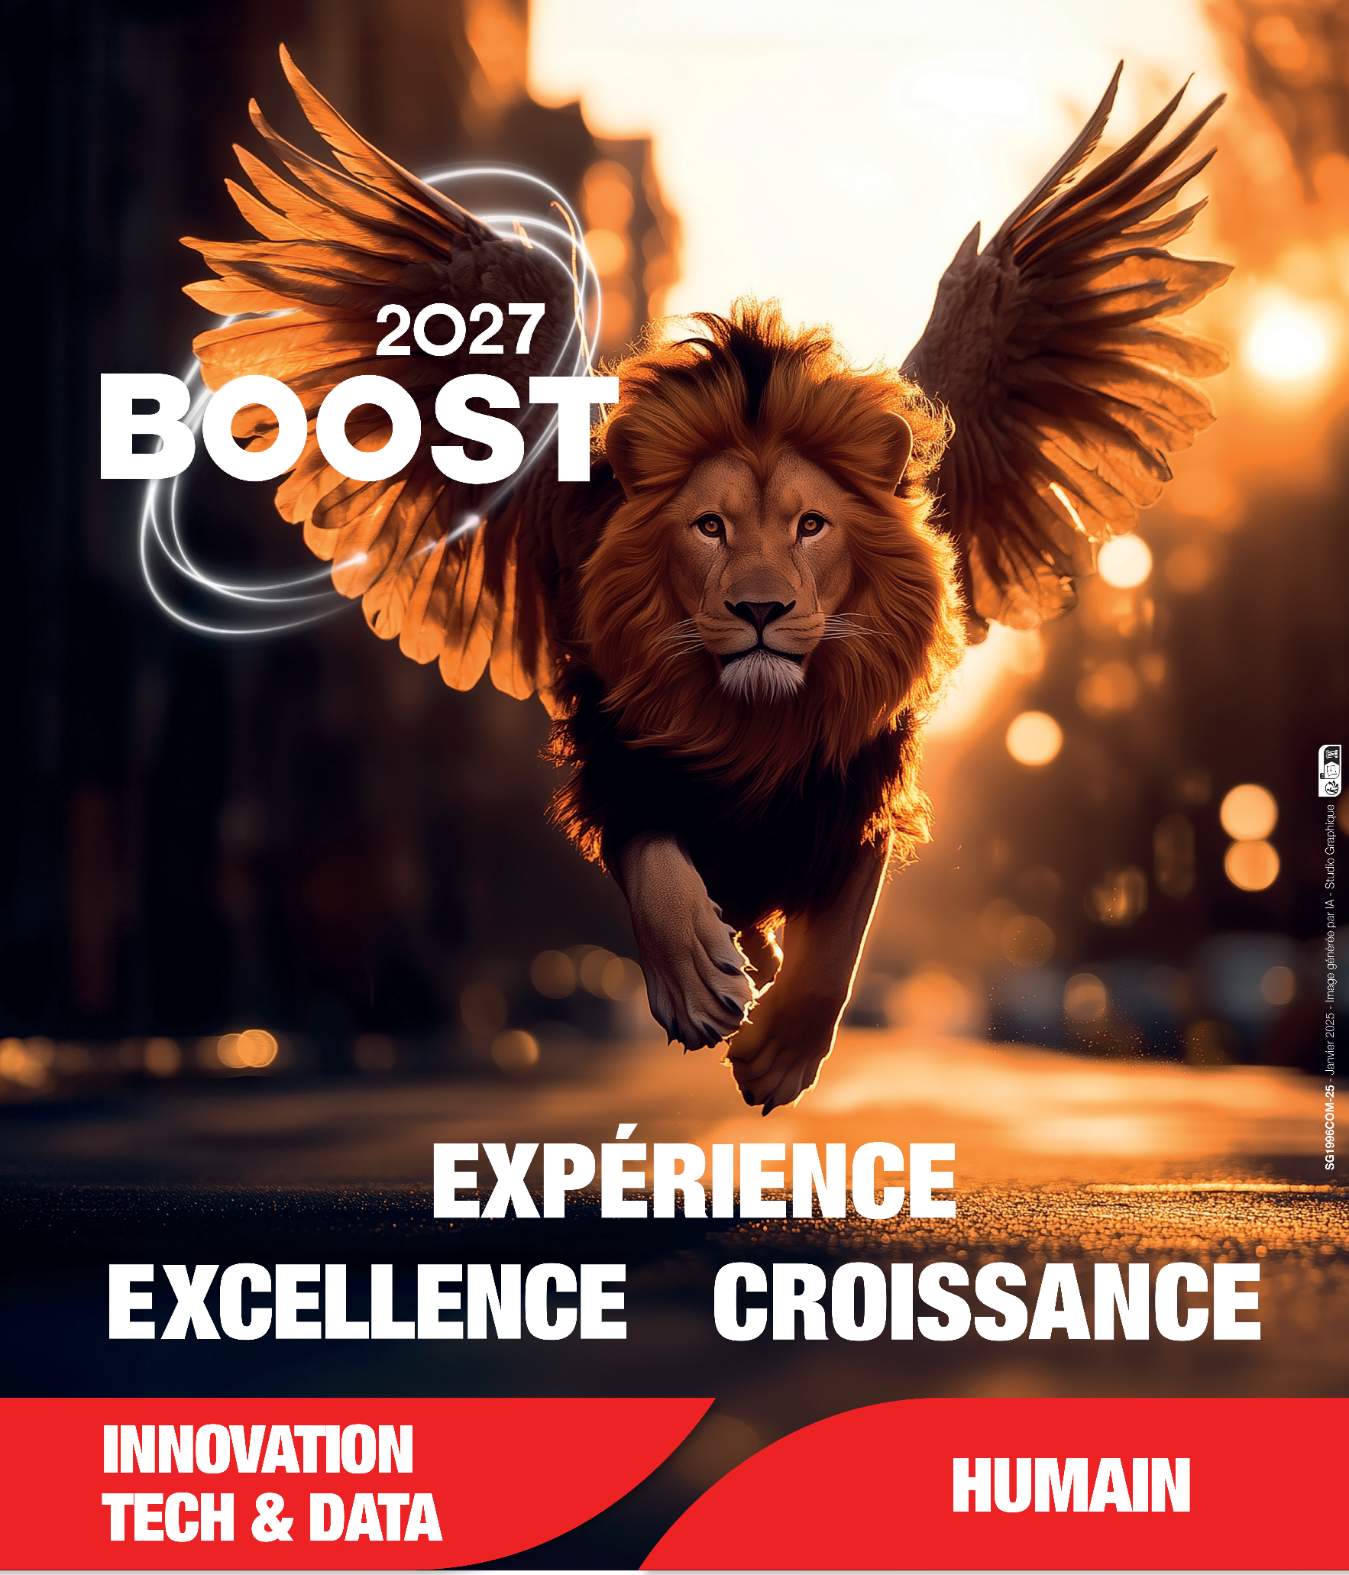 2027
BOOST
EXPÉRIENCE
EXCELLENCE CROISSANCE
INNOVATION
TECH & DATA
HUMAIN
SG1996COM-25 - Janvier 2025 - Image générée par IA - Studio Graphique